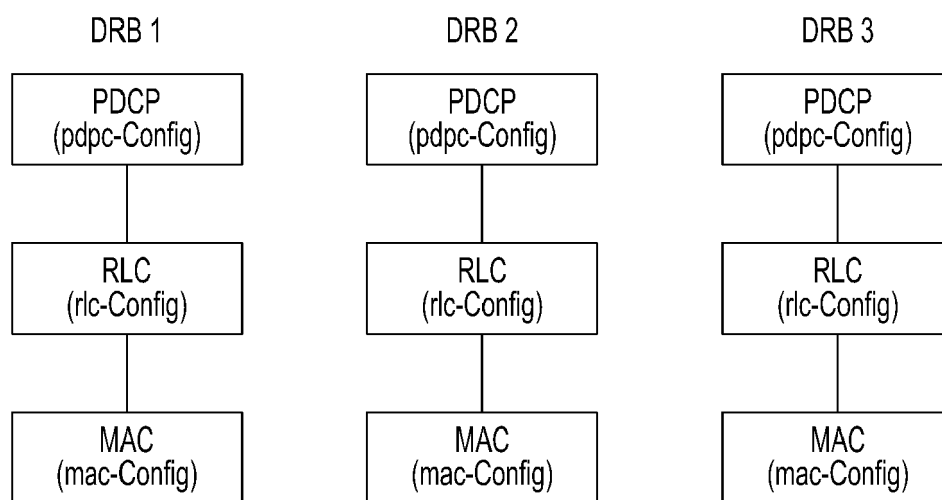 DRB 1
DRB 2
DRB 3
PDCP
(pdpc-Config)
PDCP
(pdpc-Config)
PDCP
(pdpc-Config)
RLC
(rlc-Config)
RLC
(rlc-Config)
RLC
(rlc-Config)
MAC
(mac-Config)
MAC
(mac-Config)
MAC
(mac-Config)